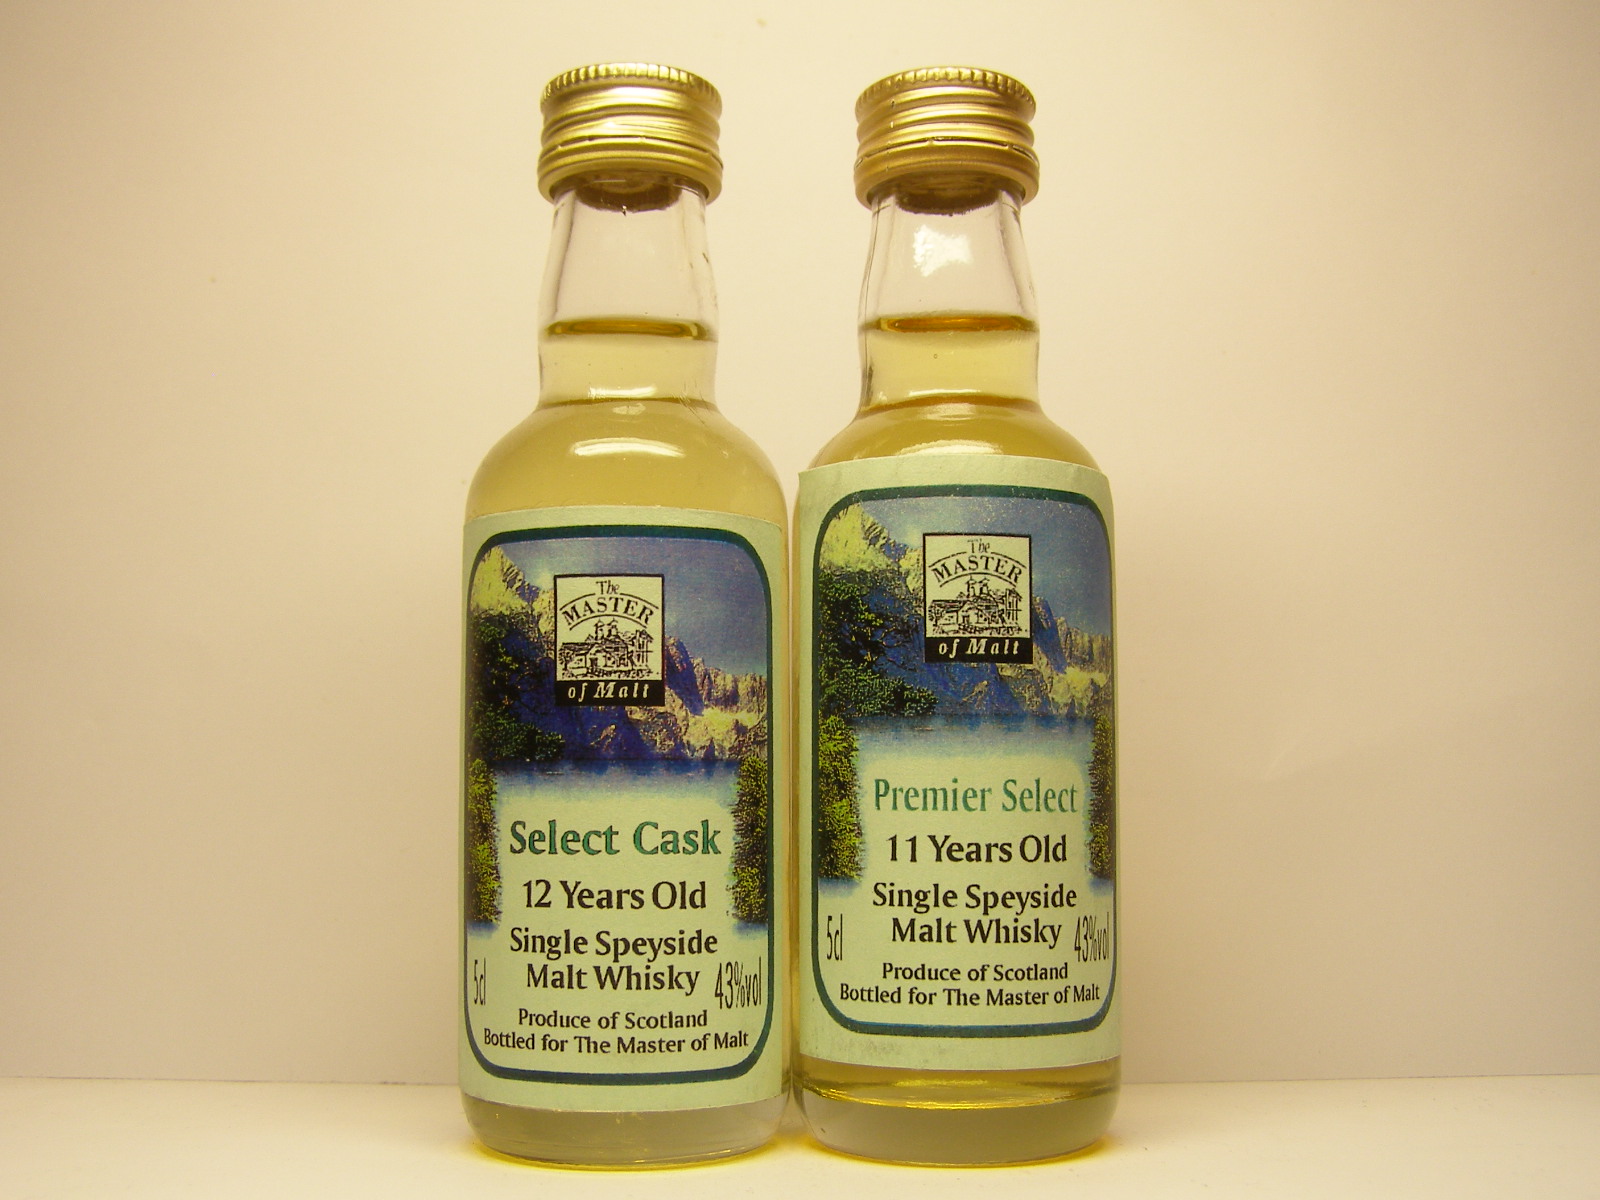 The
MASTER
of Malt
Select Cask
12 Years Old
Single Speyside
Malt Whisky
5cl
43%vol
Produce of Scotland
Bottled for The Master of Malt
The
MASTER
of Malt
Premier Select
11 Years Old
Single Speyside
Malt Whisky
5cl
43%vol
Produce of Scotland
Bottled for The Master of Malt